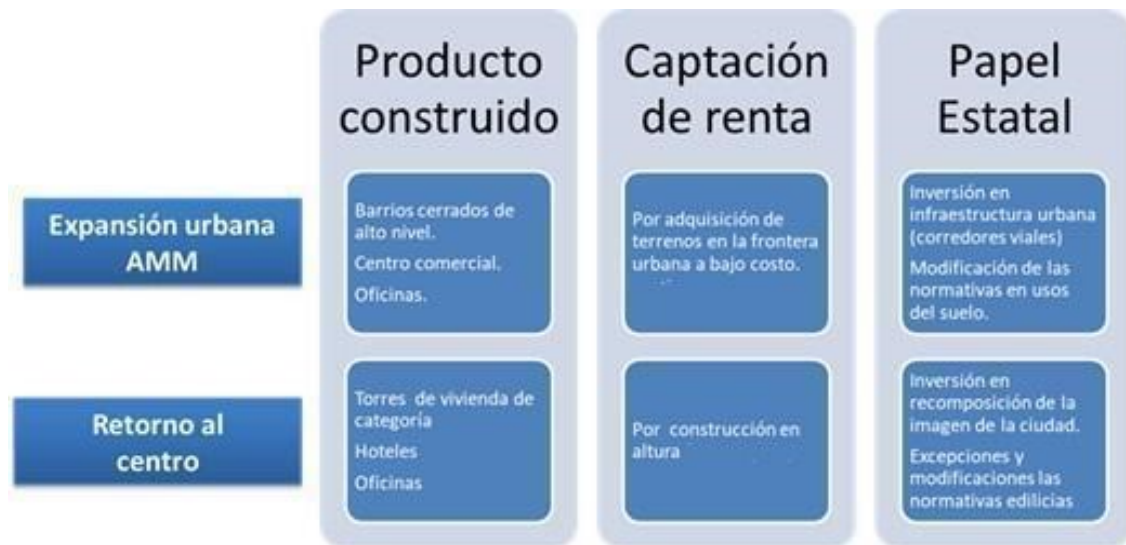 Producto
construido
Captación
de renta
Papel
Estatal
Expansión urbana
AMM
Barrios cerrados de
alto nivel.
Centro comercial.
Oficinas.
Por adquisición de
terrenos en la frontera
urbana a bajo costo.
Inversión en
infraestructura urbana
(corredores viales)
Modificación de las
normativas en usos
del suelo.
Retorno al
centro
Torres de vivienda de
categoría
Hoteles
Oficinas
Por construcción en
altura
Inversión en
recomposición de la
imagen de la ciudad.
Excepciones y
modificaciones las
normativas edilicias